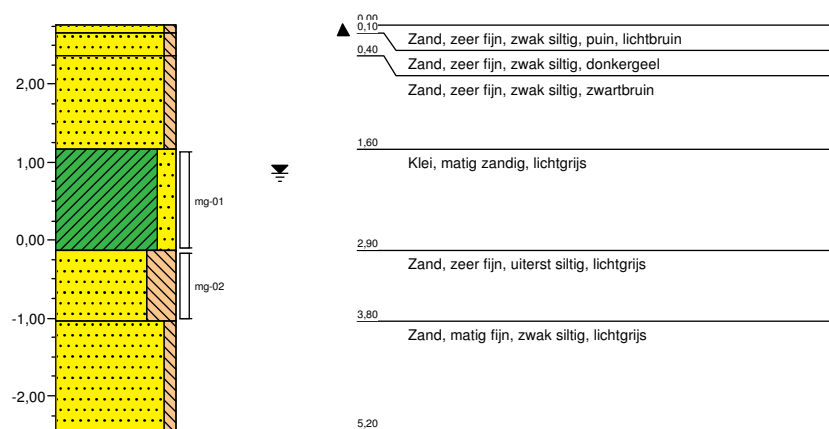 0,00
0,10
Zand, zeer fijn, zwak siltig, puin, lichtbruin
0,40
Zand, zeer fijn, zwak siltig, donkergeel
2,00
Zand, zeer fijn, zwak siltig, zwartbruin
1,60
1,00
Klei, matig zandig, lichtgrijs
mg-01
0,00
2,90
Zand, zeer fijn, uiterst siltig, lichtgrijs
mg-02
-1,00
3,80
Zand, matig fijn, zwak siltig, lichtgrijs
-2,00
5,20